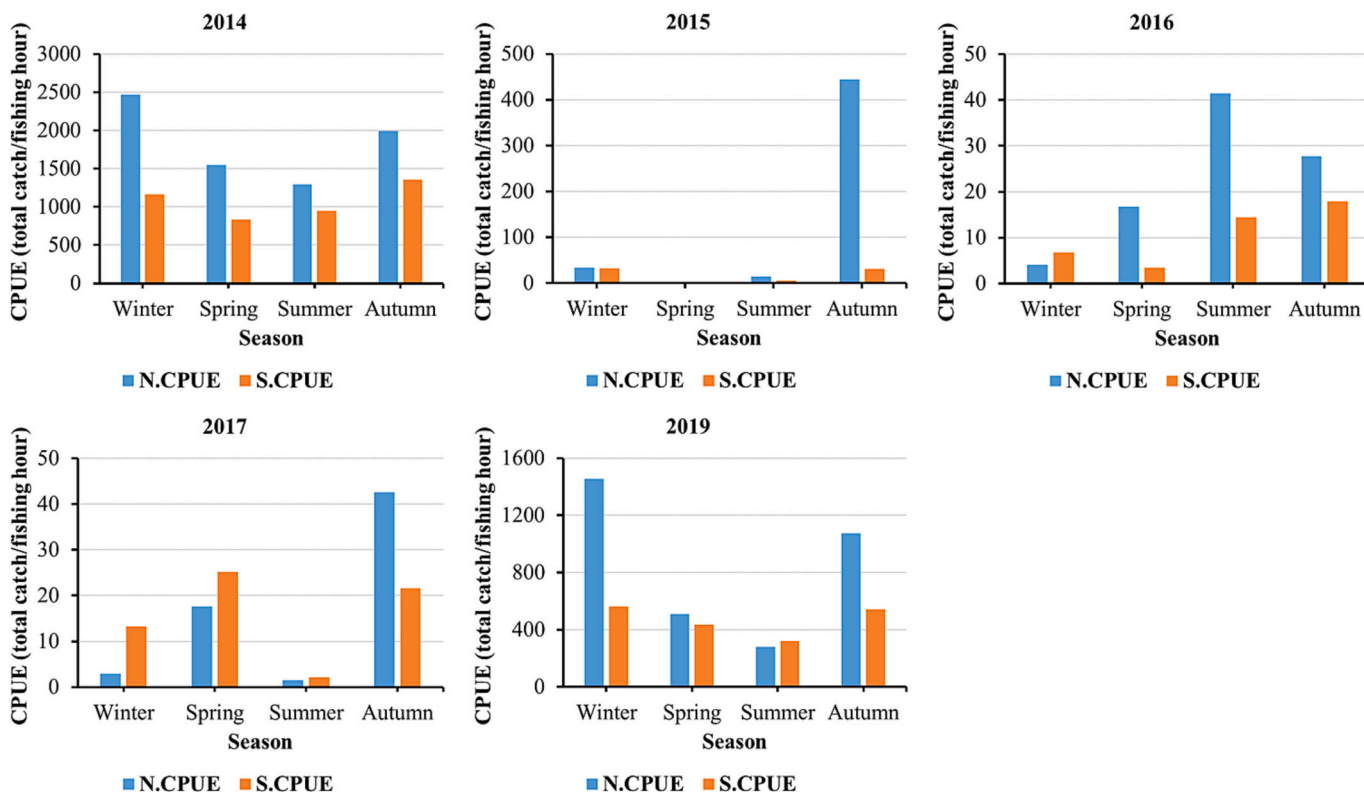 2014
CPUE (total catch/fishing hour)
3000
2500
2000
1500
1000
500
0
Winter Spring Summer Autumn
Season
N.CPUE S.CPUE
2015
CPUE (total catch/fishing hour)
500
400
300
200
100
0
Winter Spring Summer Autumn
Season
N.CPUE S.CPUE
2016
CPUE (total catch/fishing hour)
50
40
30
20
10
0
Winter Spring Summer Autumn
Season
N.CPUE S.CPUE
2017
CPUE (total catch/fishing hour)
50
40
30
20
10
0
Winter Spring Summer Autumn
Season
N.CPUE S.CPUE
2019
CPUE (total catch/fishing hour)
1600
1200
800
400
0
Winter Spring Summer Autumn
Season
N.CPUE S.CPUE